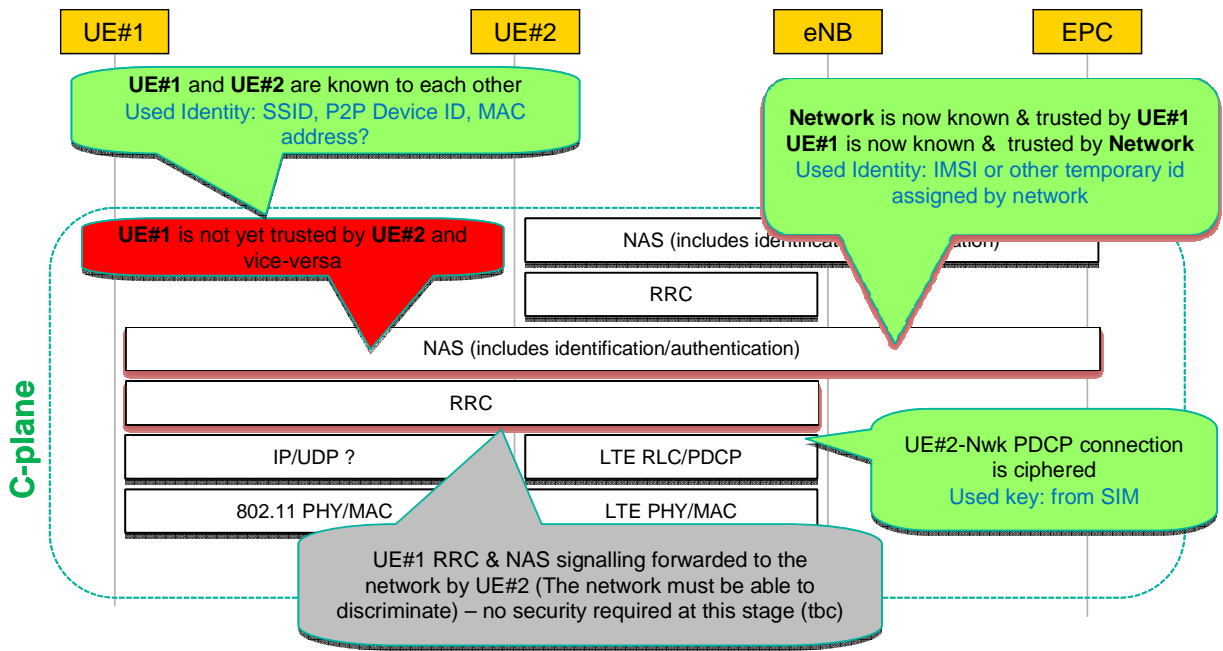 UE#1
UE#2
eNB
EPC
UE#1 and UE#2 are known to each other
Used Identity: SSID, P2P Device ID, MAC
address?
Network is now known & trusted by UE#1
UE#1 is now known & trusted by Network
Used Identity: IMSI or other temporary id
assigned by network
UE#1 is not yet trusted by UE#2 and
vice-versa
NAS (includes identificat ation)
RRC
NAS (includes identification/authentication)
RRC
C-plane
IP/UDP ?
LTE RLC/PDCP
UE#2-Nwk PDCP connection
is ciphered
Used key: from SIM
802.11 PHY/MAC
LTE PHY/MAC
UE#1 RRC & NAS signalling forwarded to the
network by UE#2 (The network must be able to
discriminate) – no security required at this stage (tbc)